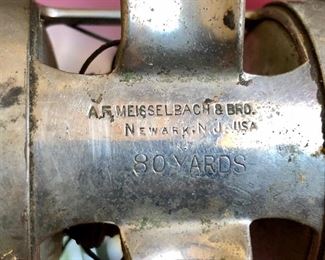 A.F. MEISSELBACH & BRO.
NEWARK, N.J. USA
80 YARDS